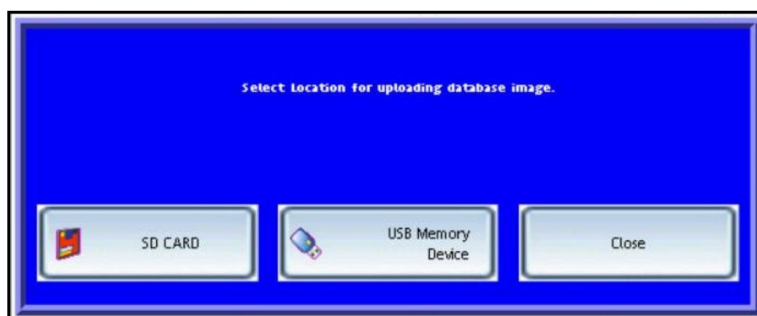 Select Location for uploading database image.
SD CARD
USB Memory
Device
Close